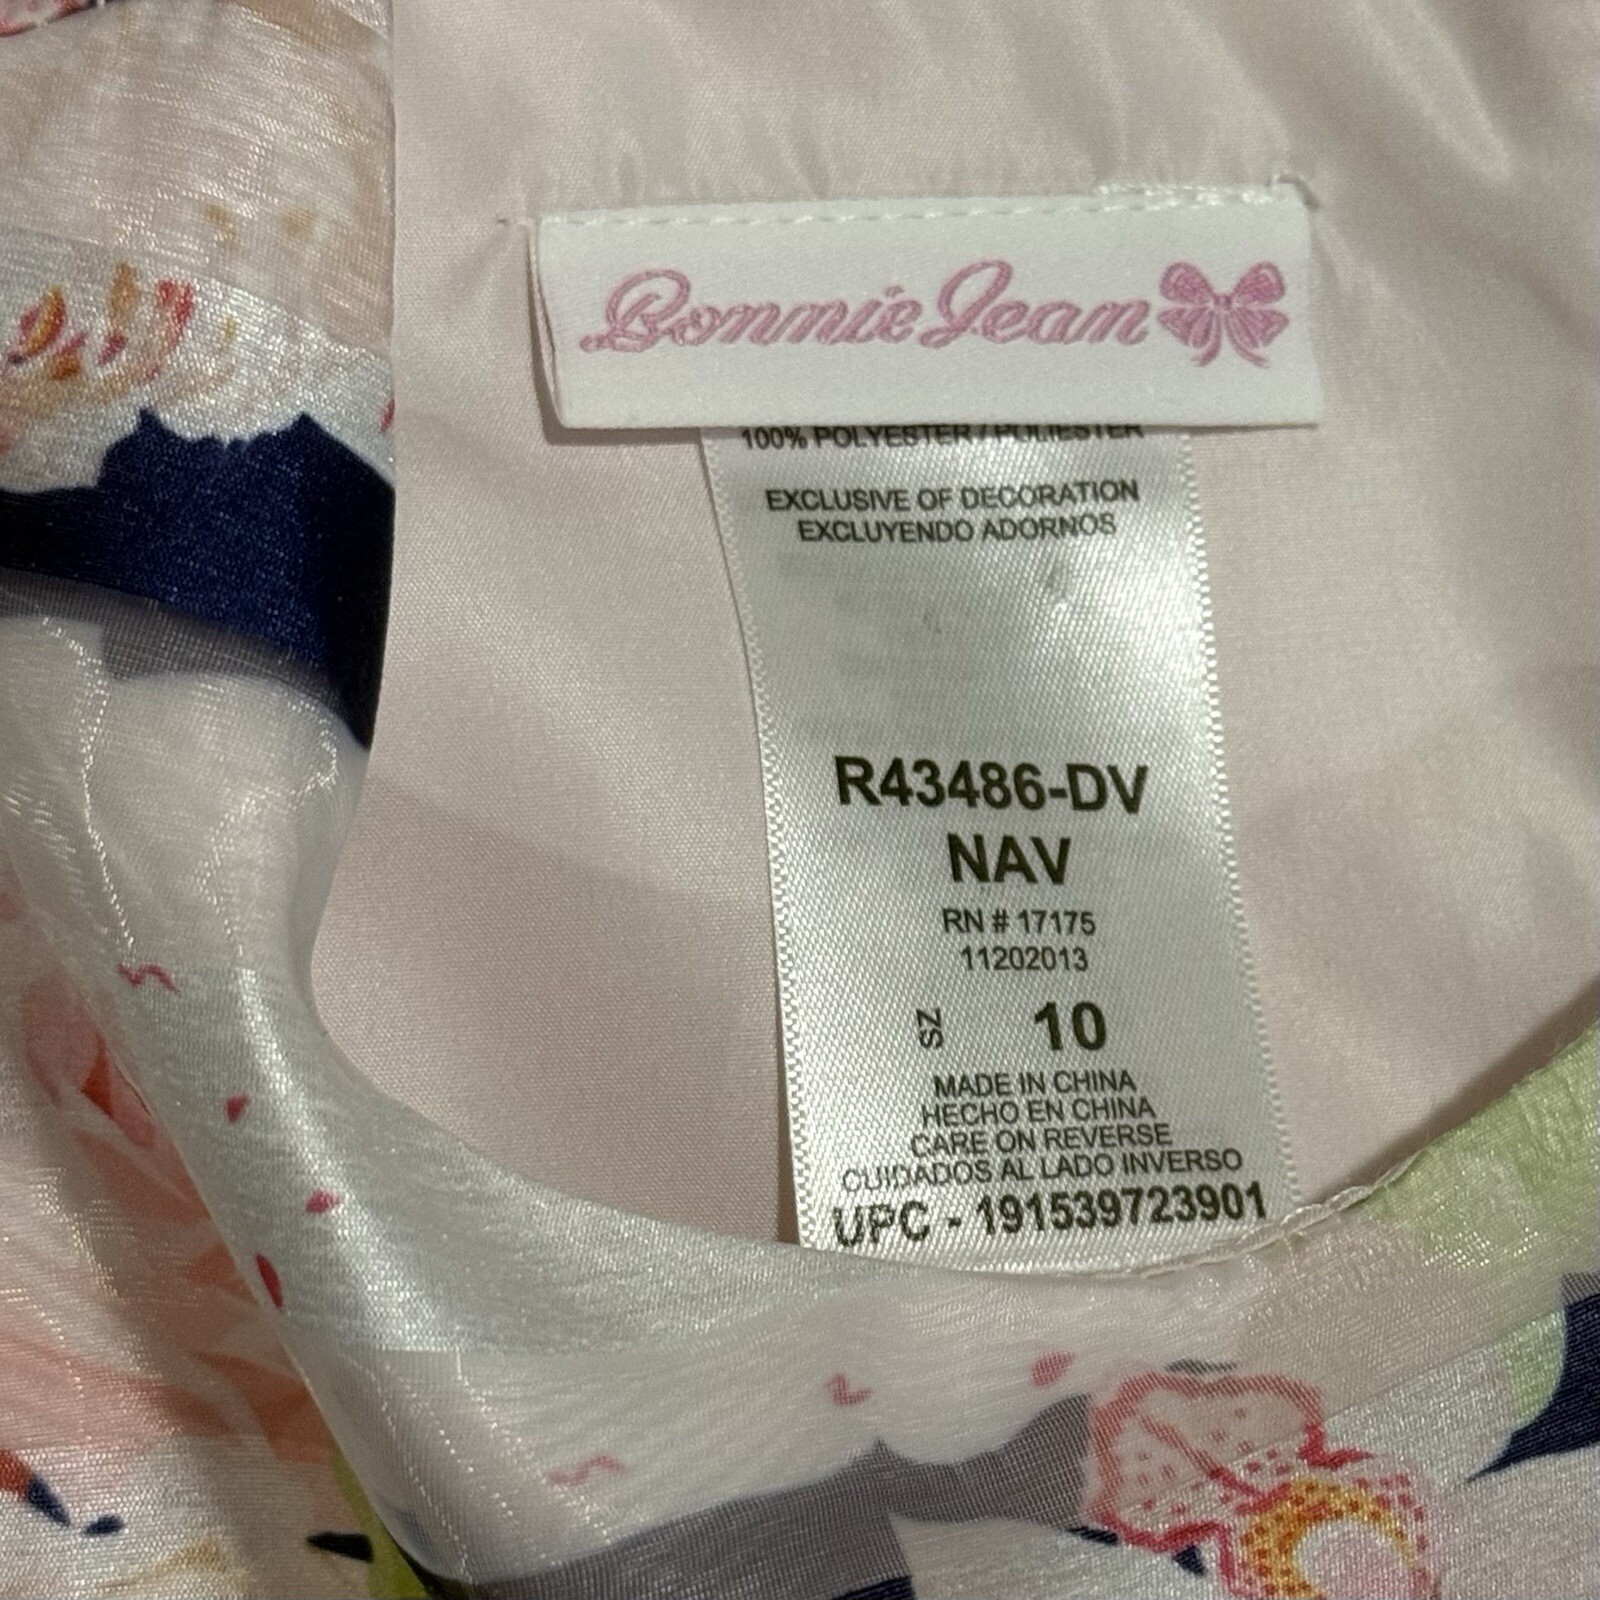 Bonnie Jean
100% POLYESTER / POLIESTER
EXCLUSIVE OF DECORATION
EXCLUYENDO ADORNOS
R43486-DV
NAV
RN # 17175
11202013
SZ 10
MADE IN CHINA
HECHO EN CHINA
CARE ON REVERSE
CUIDADOS AL LADO INVERSO
UPC - 191539723901